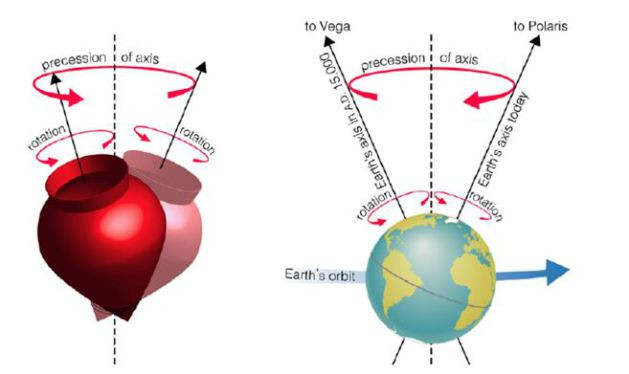 precession of axis
rotation
rotation
to Vega
to Polaris
precession of axis
Earth's axis in A.D. 15,000
Earth's axis today
rotation
rotation
Earth's orbit